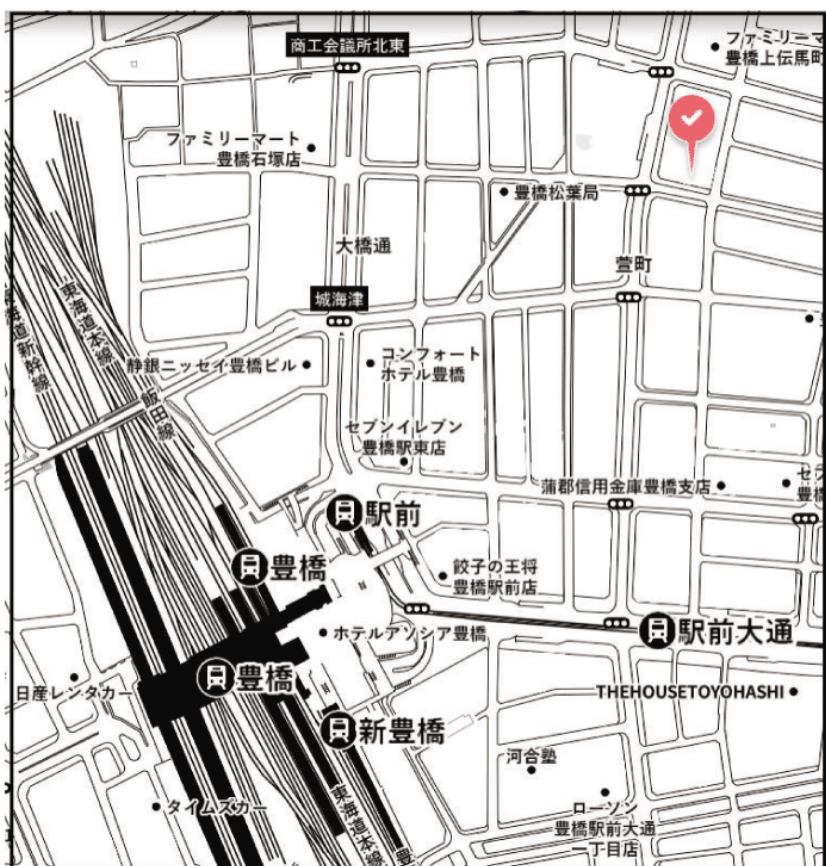 商工会議所北東
ファミリーマ
豊橋上伝馬町
ファミリーマート
豊橋石塚店
豊橋松葉局
大橋通
萱町
城海津
東海道本線
海道新幹線
飯田線
静銀ニッセイ豊橋ビル
コンフォート
ホテル豊橋
セブンイレブン
豊橋駅東店
蒲郡信用金庫豊橋支店
セブ
豊橋
駅前
豊橋
餃子の王将
豊橋駅前店
ホテルアソシア豊橋
駅前大通
豊橋
日産レンタカー
THEHOUSETOYOHASHI
新豊橋
河合塾
タイムズカー
東海道本線
豊
ローソン
豊橋駅前大通
一丁目店